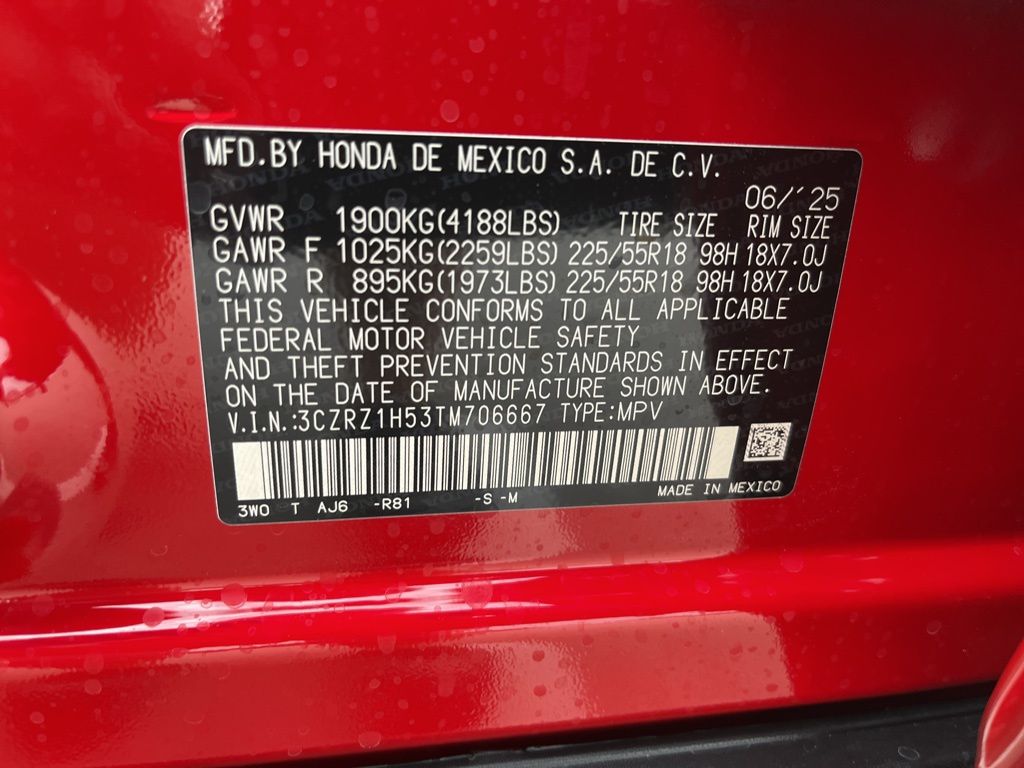 MFD.BY HONDA DE MEXICO S.A. DE C.V.
06/´25
GVWR 1900KG(4188LBS) TIRE SIZE RIM SIZE
GAWR F 1025KG(2259LBS) 225/55R18 98H 18X7.0J
GAWR R 895KG(1973LBS) 225/55R18 98H 18X7.0J
THIS VEHICLE CONFORMS TO ALL APPLICABLE
FEDERAL MOTOR VEHICLE SAFETY
AND THEFT PREVENTION STANDARDS IN EFFECT
ON THE DATE OF MANUFACTURE SHOWN ABOVE.
V.I.N.:3CZRZ1H53TM706667 TYPE:MPV
3W0 T AJ6 -R81 -S -M MADE IN MEXICO